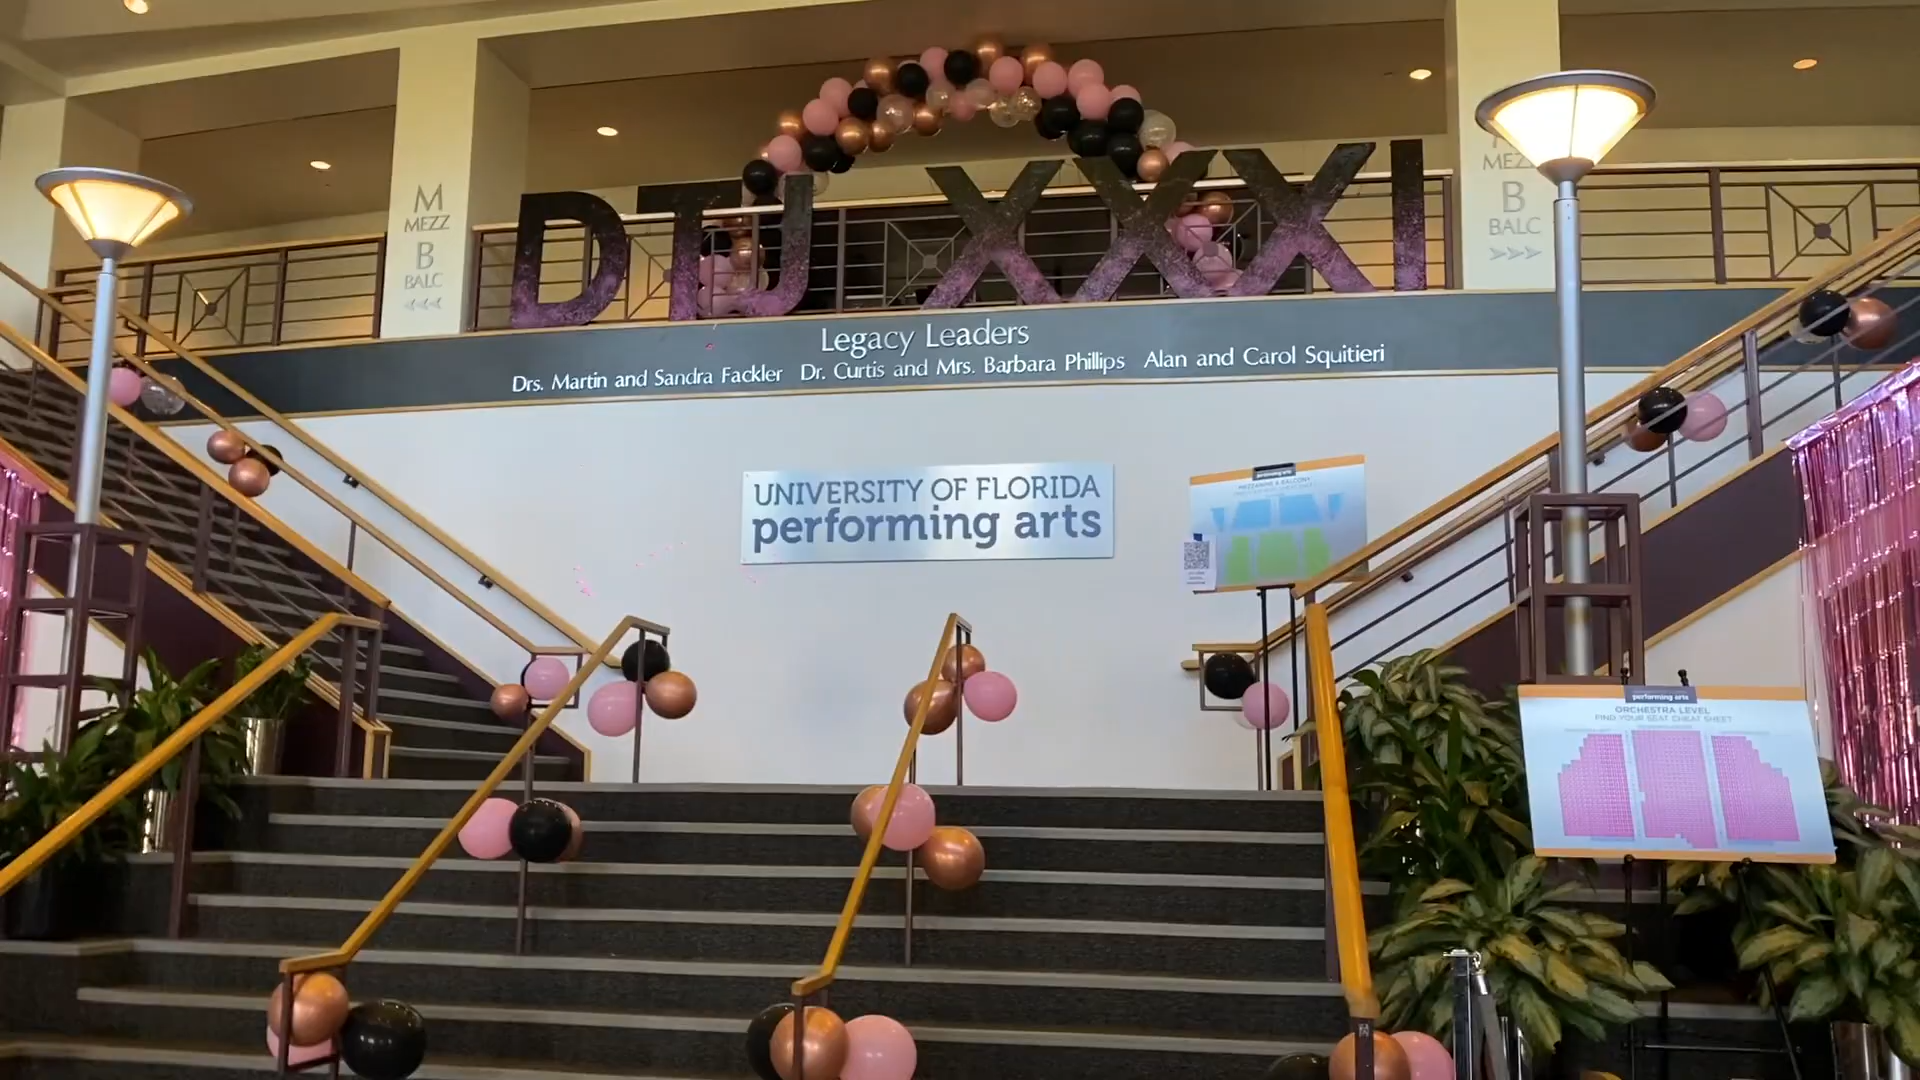 DTU XXXI
M
MEZZ
B
BALC
MEZZ
B
BALC
Legacy Leaders
Drs. Martin and Sandra Fackler Dr. Curtis and Mrs. Barbara Phillips Alan and Carol Squitieri
UNIVERSITY OF FLORIDA
performing arts
performing arts
MEZZANINE & BALCONY
performing arts
ORCHESTRA LEVEL
FIND YOUR SEAT CHEAT SHEET